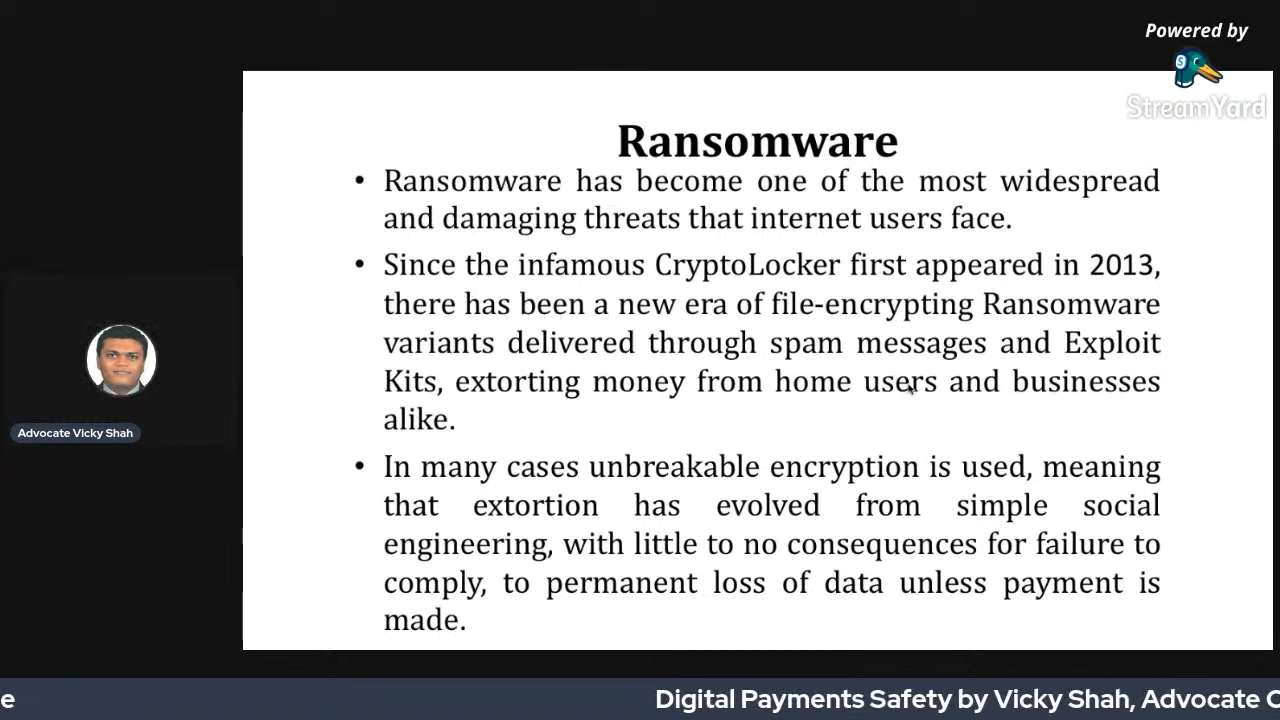 Powered by
StreamYard
Ransomware
• Ransomware has become one of the most widespread
and damaging threats that internet users face.
• Since the infamous CryptoLocker first appeared in 2013,
there has been a new era of file-encrypting Ransomware
variants delivered through spam messages and Exploit
Kits, extorting money from home users and businesses
alike.
• In many cases unbreakable encryption is used, meaning
that extortion has evolved from simple social
engineering, with little to no consequences for failure to
comply, to permanent loss of data unless payment is
made.
Advocate Vicky Shah
e Digital Payments Safety by Vicky Shah, Advocate C